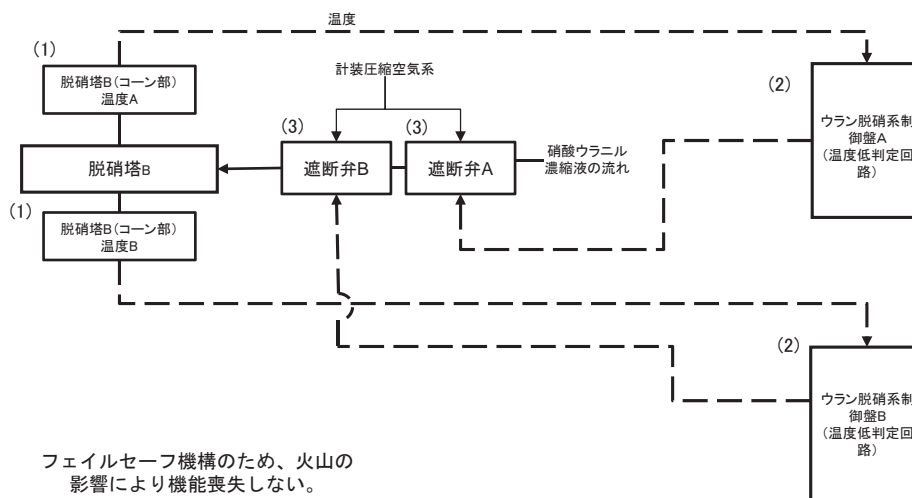 温度
(1)
脱硝塔B(コーン部)
温度A
計装圧縮空気系
(2)
ウラン脱硝系制
御盤A
(温度低判定回
路)
(3)
(3)
脱硝塔B
遮断弁B
遮断弁A
硝酸ウラニル
濃縮液の流れ
(1)
脱硝塔B(コーン部)
温度B
(2)
ウラン脱硝系制
御盤B
(温度低判定回
路)
フェイルセーフ機構のため、火山の
影響により機能喪失しない。